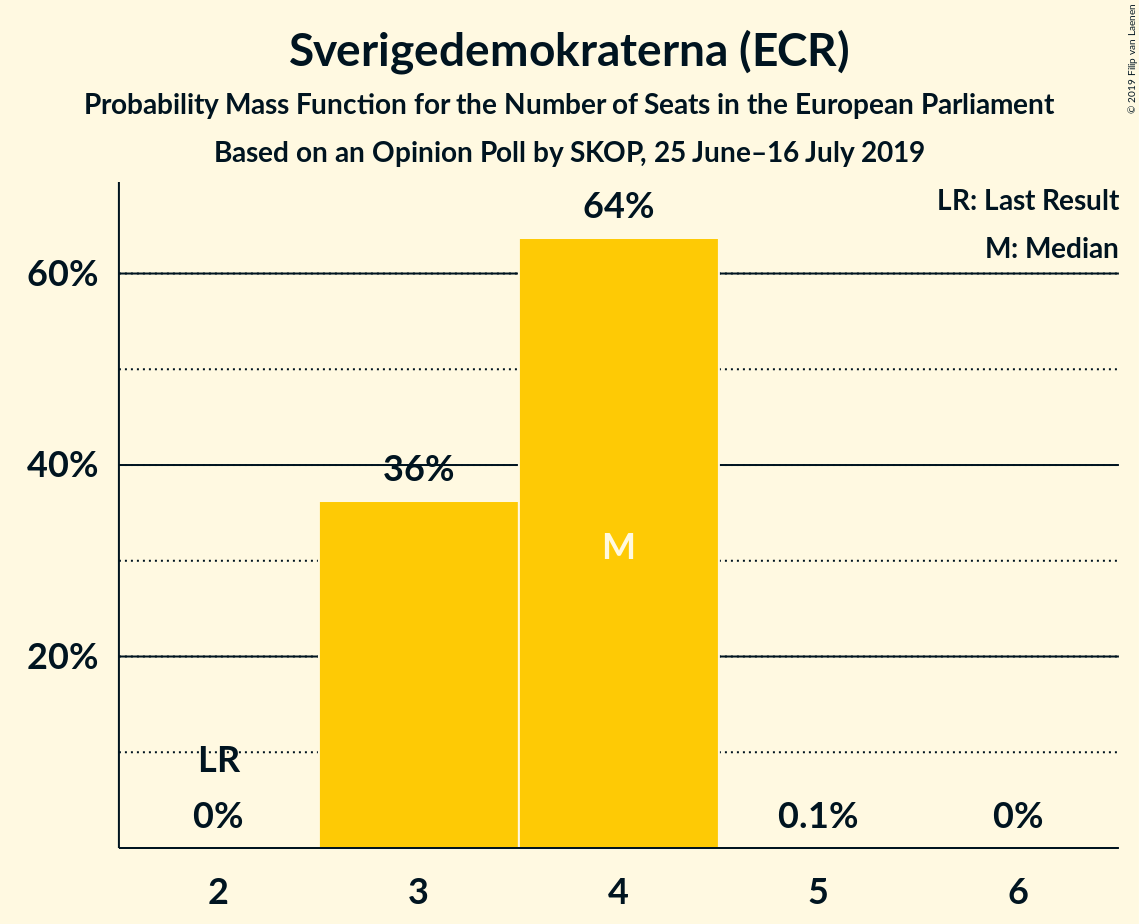 Sverigedemokraterna (ECR)
Probability Mass Function for the Number of Seats in the European Parliament
Based on an Opinion Poll by SKOP, 25 June–16 July 2019
© 2019 Filip van Laenen
LR: Last Result
M: Median
64%
60%
40%
36%
M
20%
LR
0%
0.1%
0%
2
3
4
5
6